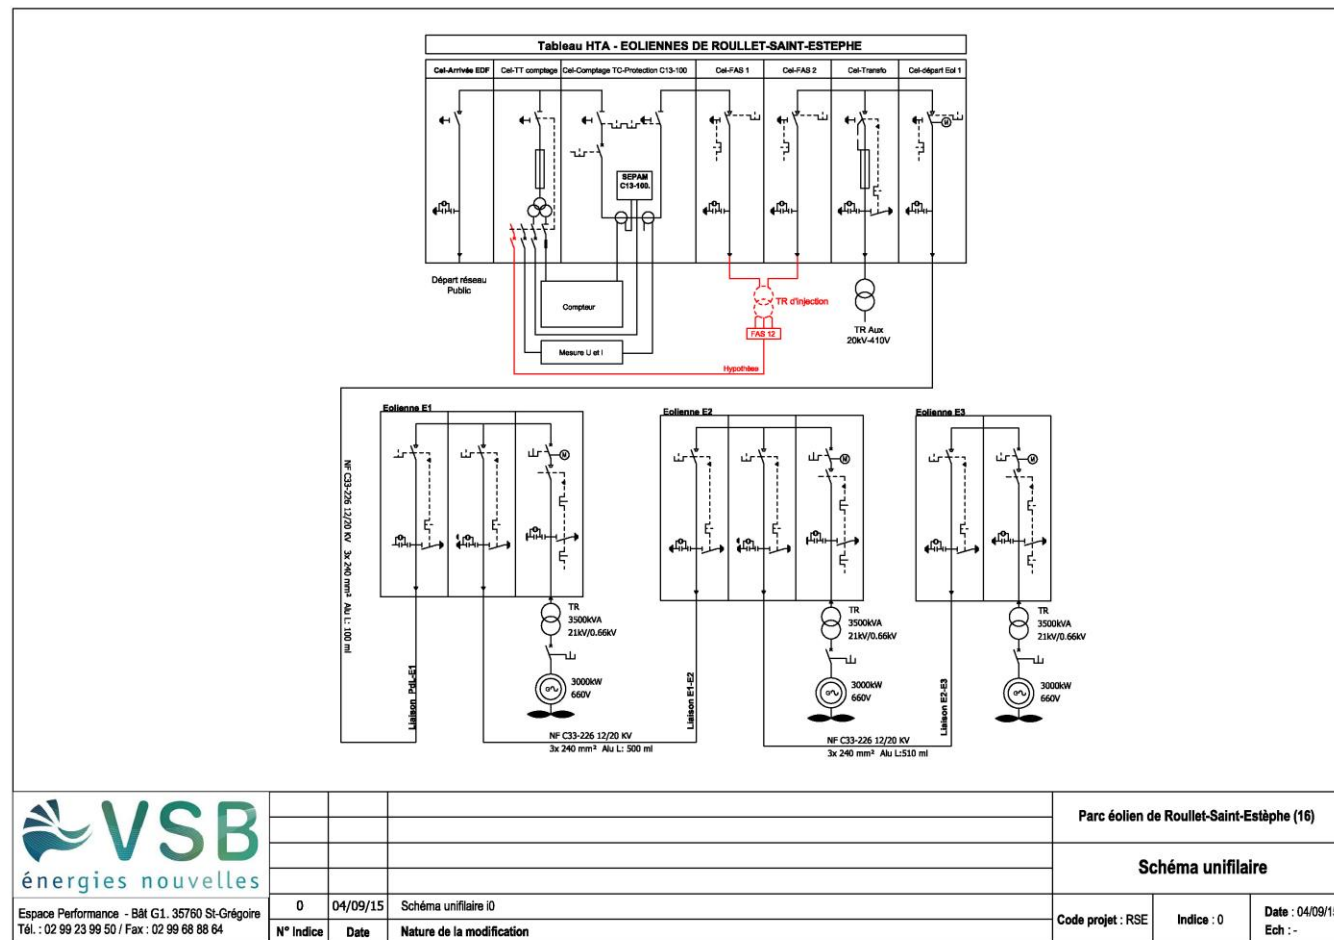 Tableau HTA - EOLIENNES DE ROULLET-SAINT-ESTEPHE
Cel-Arrivée EDF
Cel-TT comptage
Cel-Comptage TC-Protection C13-100
Cel-FAS 1
Cel-FAS 2
Cel-Transfo
Cel-départ Eol 1
M
SEPAM
C13-100.
Départ réseau
Public
Compteur
Mesure U et I
TR d'injection
FAS 12
Hypothèse
TR Aux
20kV-410V
Eolienne E1
Eolienne E2
Eolienne E3
M
M
M
NF C33-226 12/20 KV 3x 240 mm² Alu L: 100 ml
TR
3500kVA
21kV/0.66kV
TR
3500kVA
21kV/0.66kV
TR
3500kVA
21kV/0.66kV
Liaison PdL-E1
3000kW
660V
Liaison E1-E2
3000kW
660V
Liaison E2-E3
3000kW
660V
NF C33-226 12/20 KV
3x 240 mm² Alu L: 500 ml
NF C33-226 12/20 KV
3x 240 mm² Alu L:510 ml
VSB
énergies nouvelles
Espace Performance - Bât G1. 35760 St-Grégoire
Tél. : 02 99 23 99 50 / Fax : 02 99 68 88 64
0
04/09/15
Schéma unifilaire i0
N° Indice
Date
Nature de la modification
Parc éolien de Roullet-Saint-Estèphe (16)
Schéma unifilaire
Code projet : RSE
Indice : 0
Date : 04/09/15
Ech : -